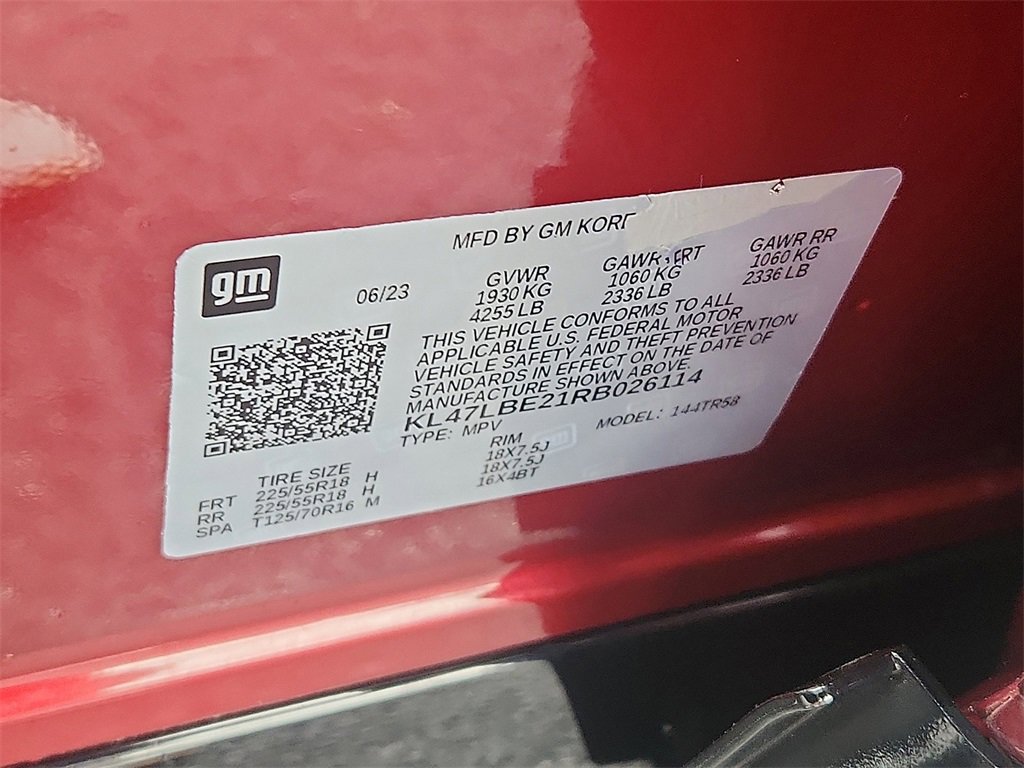 MFD BY GM
gm
06/23
GVWR
1930 KG
4255 LB
GAWR FRT
1060 KG
2336 LB
GAWR RR
1060 KG
2336 LB
THIS VEHICLE CONFORMS TO ALL
APPLICABLE U.S. FEDERAL MOTOR
VEHICLE SAFETY AND THEFT PREVENTION
STANDARDS IN EFFECT ON THE DATE OF
MANUFACTURE SHOWN ABOVE.
KL47LBE21RB026114
TYPE: MPV MODEL: 144TR58
TIRE SIZE RIM
FRT 225/55R18 H 18X7.5J
RR 225/55R18 H 18X7.5J
SPA T125/70R16 M 16X4BT